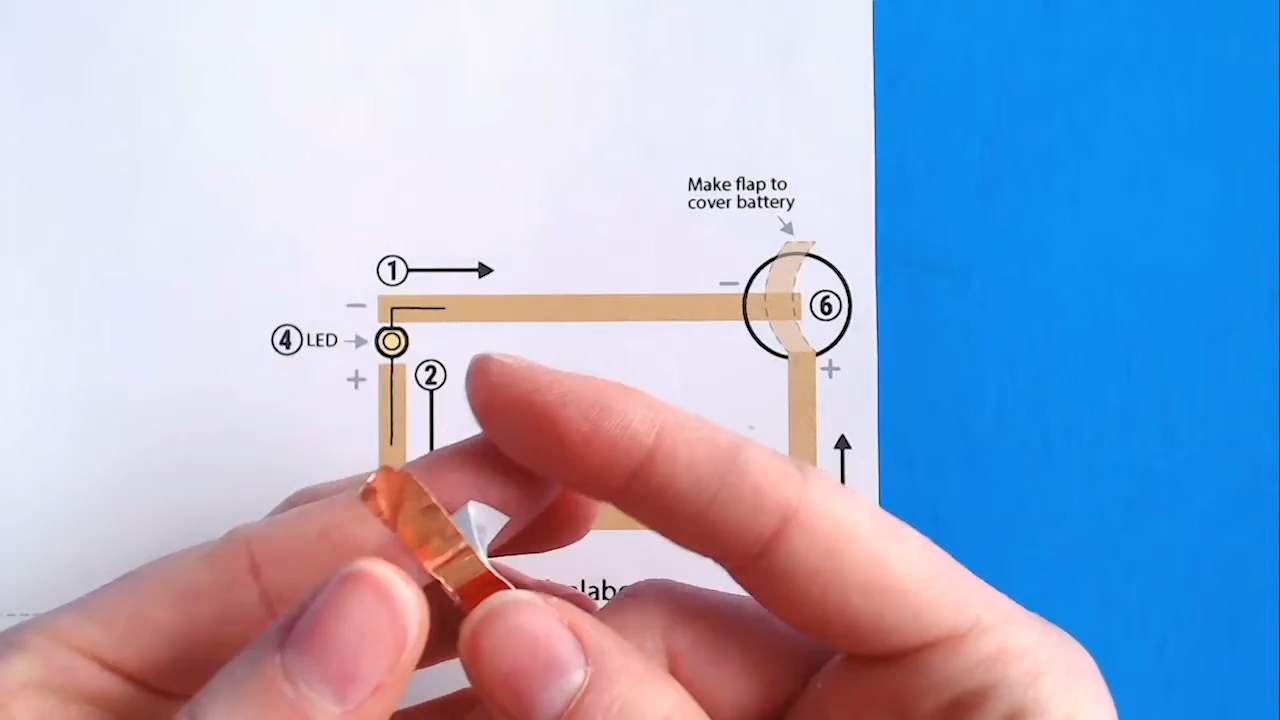 Make flap to
cover battery
1
−
−
6
4 LED
+
2
+